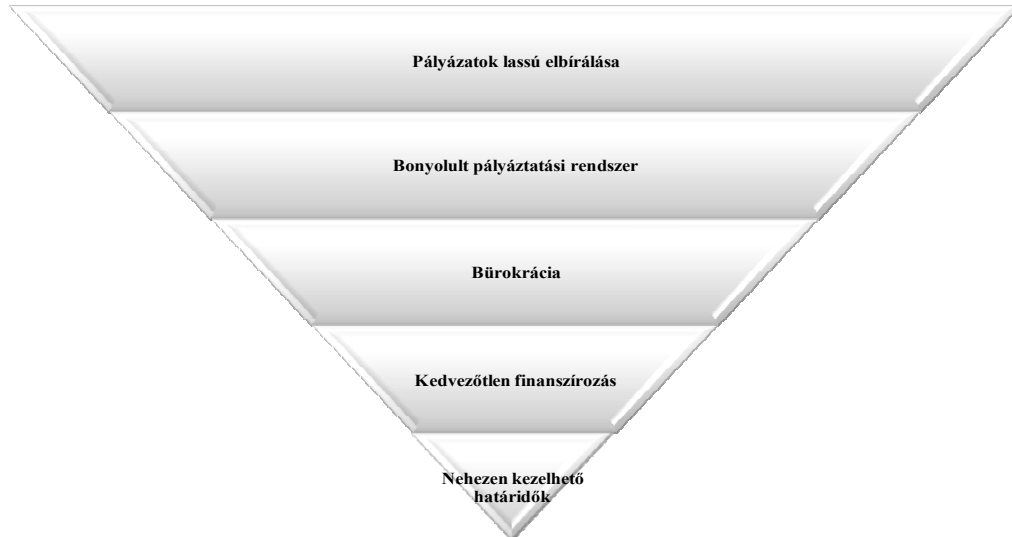 Pályázatok lassú elbírálása
Bonyolult pályáztatási rendszer
Bürokrácia
Kedvezőtlen finanszírozás
Nehezen kezelhető
határidők